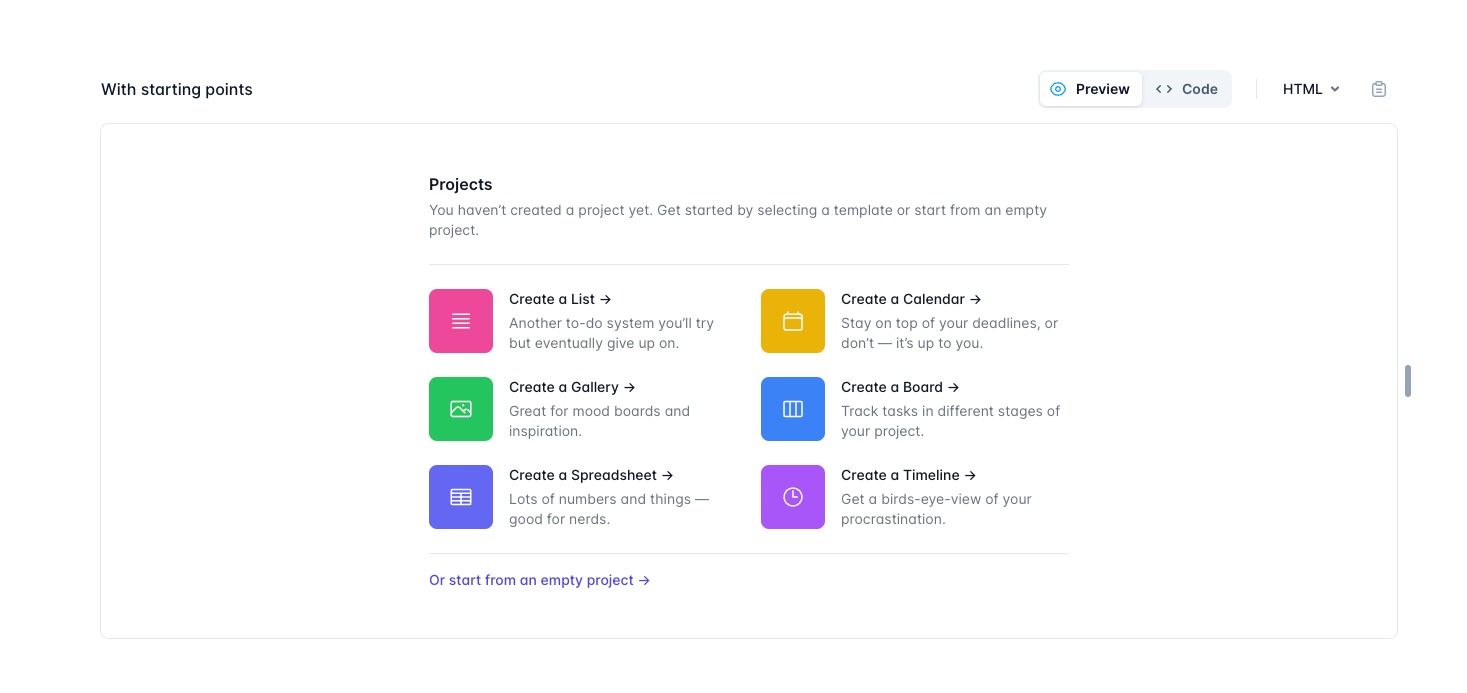 With starting points
Preview
Code
HTML
Projects
You haven’t created a project yet. Get started by selecting a template or start from an empty
project.
Create a List →
Another to-do system you’ll try
but eventually give up on.
Create a Calendar →
Stay on top of your deadlines, or
don’t — it’s up to you.
Create a Gallery →
Great for mood boards and
inspiration.
Create a Board →
Track tasks in different stages of
your project.
Create a Spreadsheet →
Lots of numbers and things —
good for nerds.
Create a Timeline →
Get a birds-eye-view of your
procrastination.
Or start from an empty project →